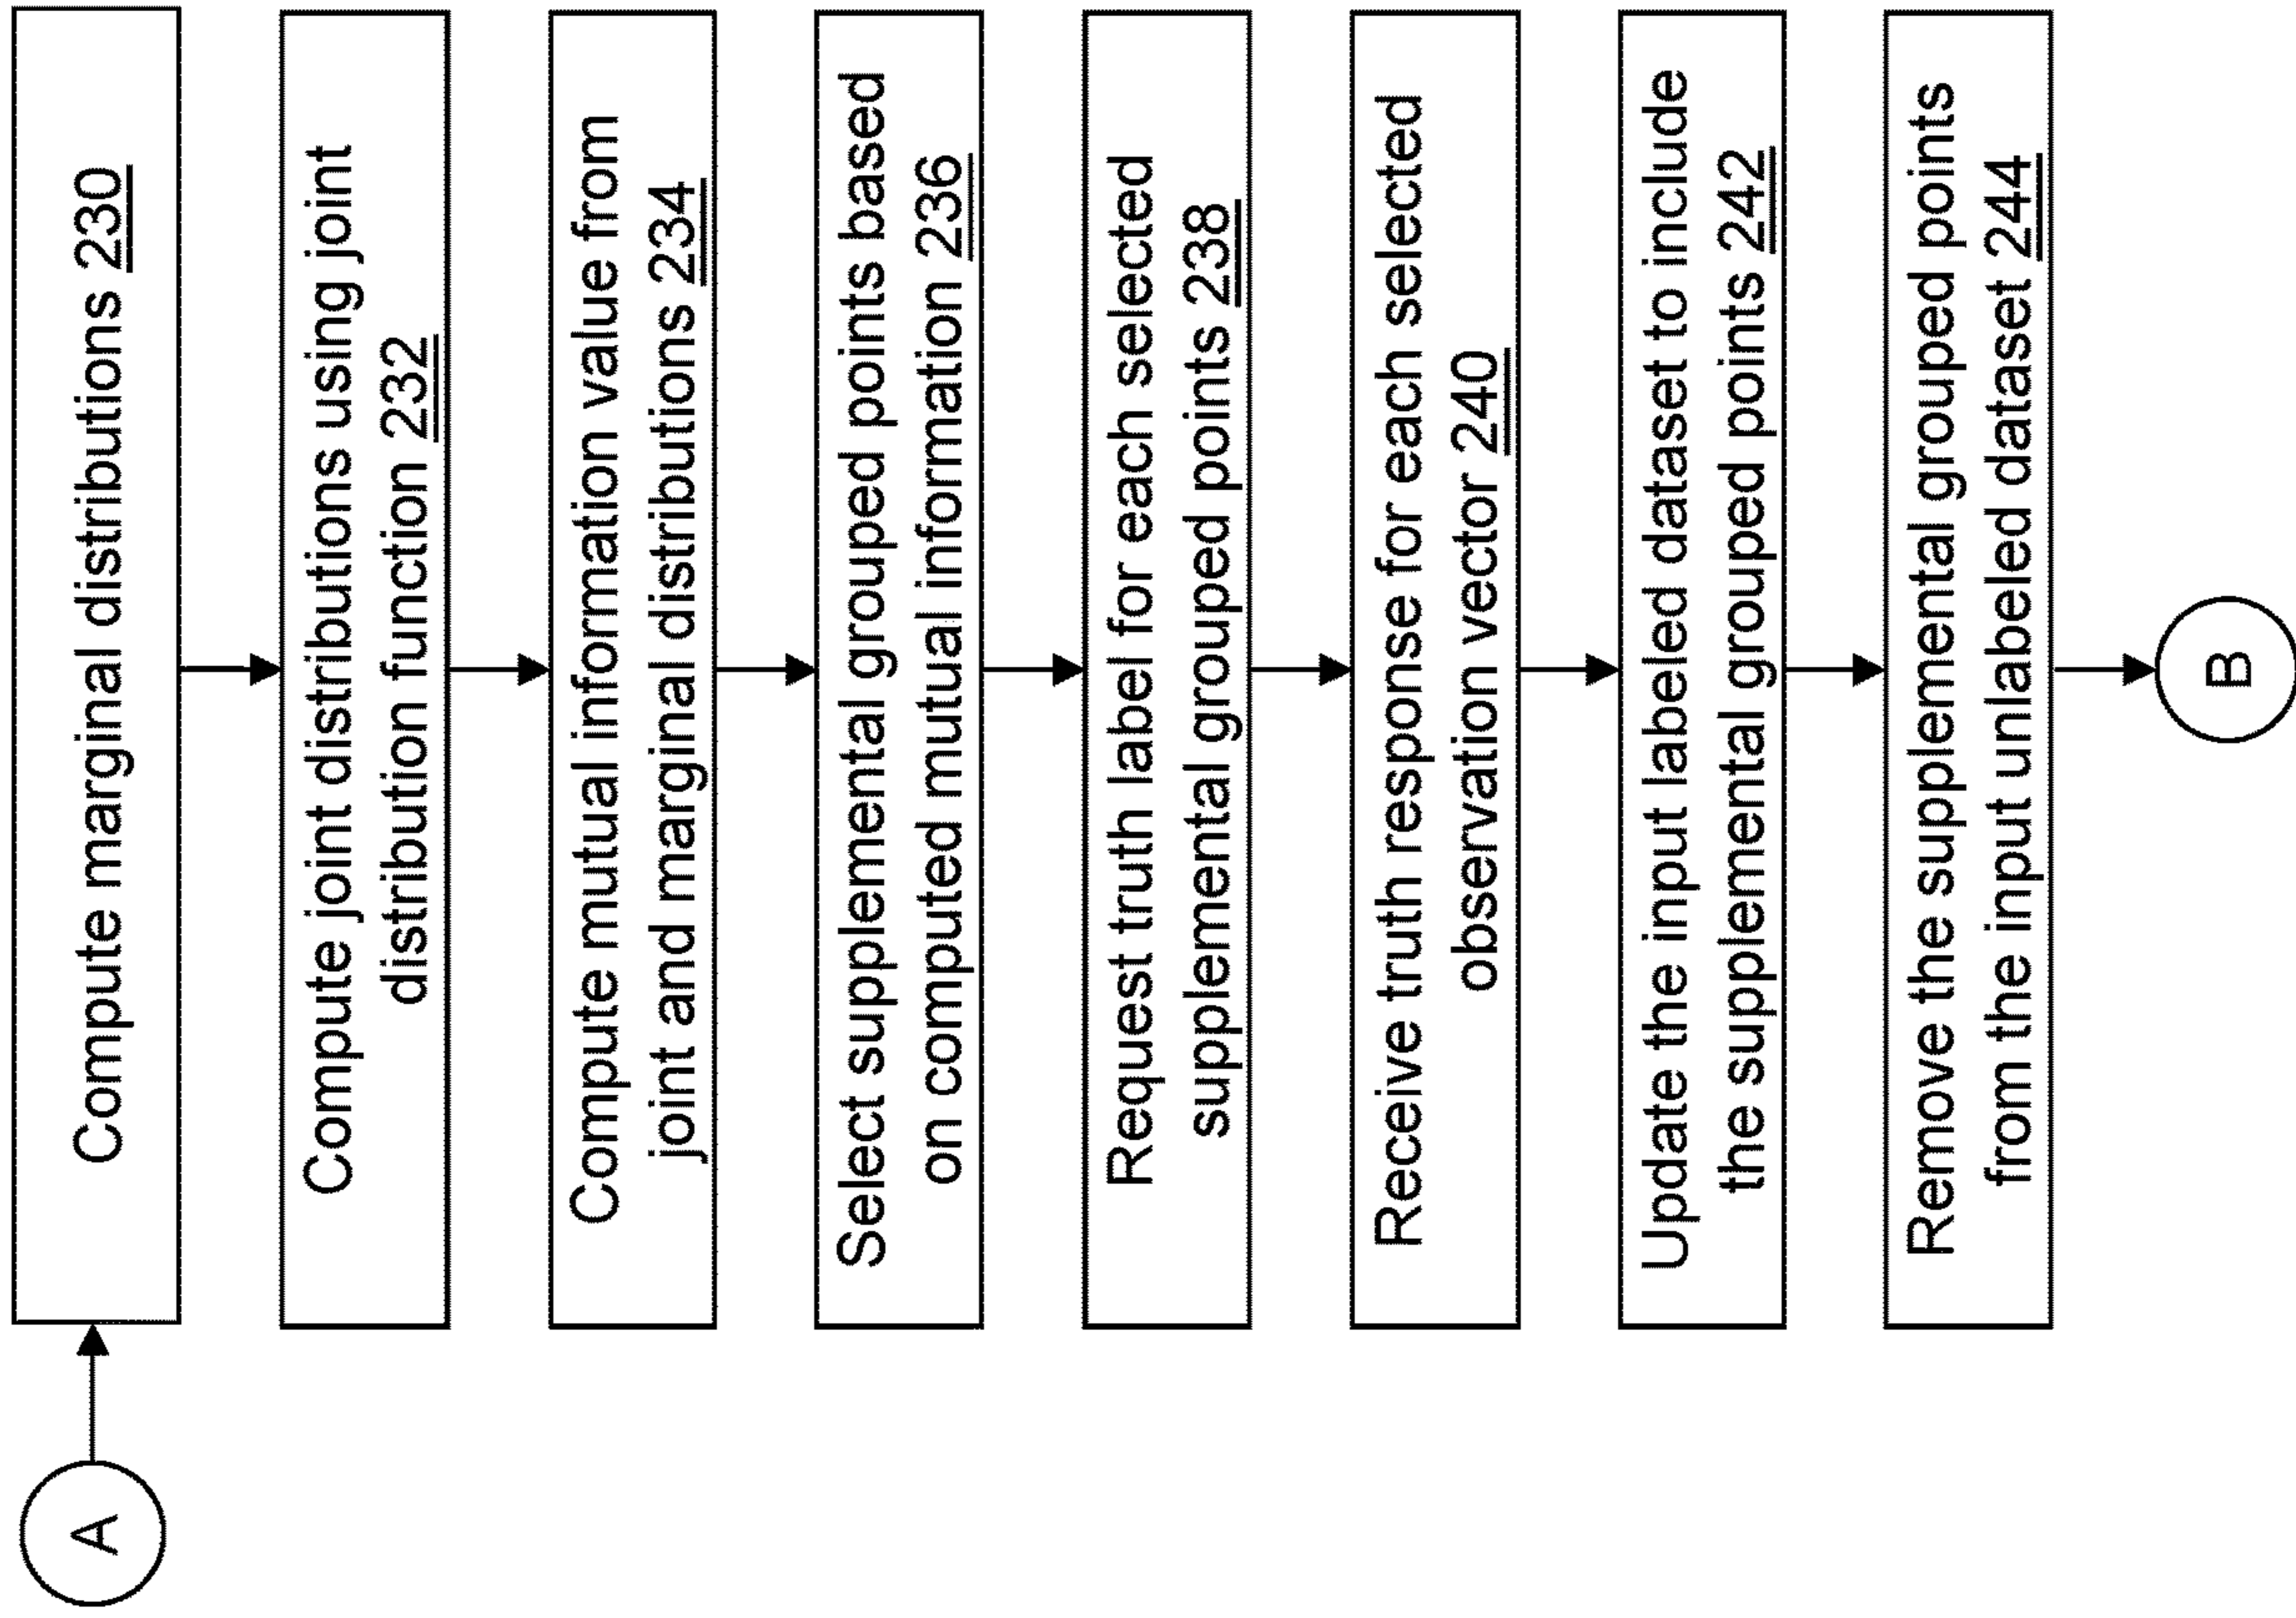 A
Compute marginal distributions 230
Compute joint distributions using joint
distribution function 232
Compute mutual information value from
joint and marginal distributions 234
Select supplemental grouped points based
on computed mutual information 236
Request truth label for each selected
supplemental grouped points 238
Receive truth response for each selected
observation vector 240
Update the input labeled dataset to include
the supplemental grouped points 242
Remove the supplemental grouped points
from the input unlabeled dataset 244
B